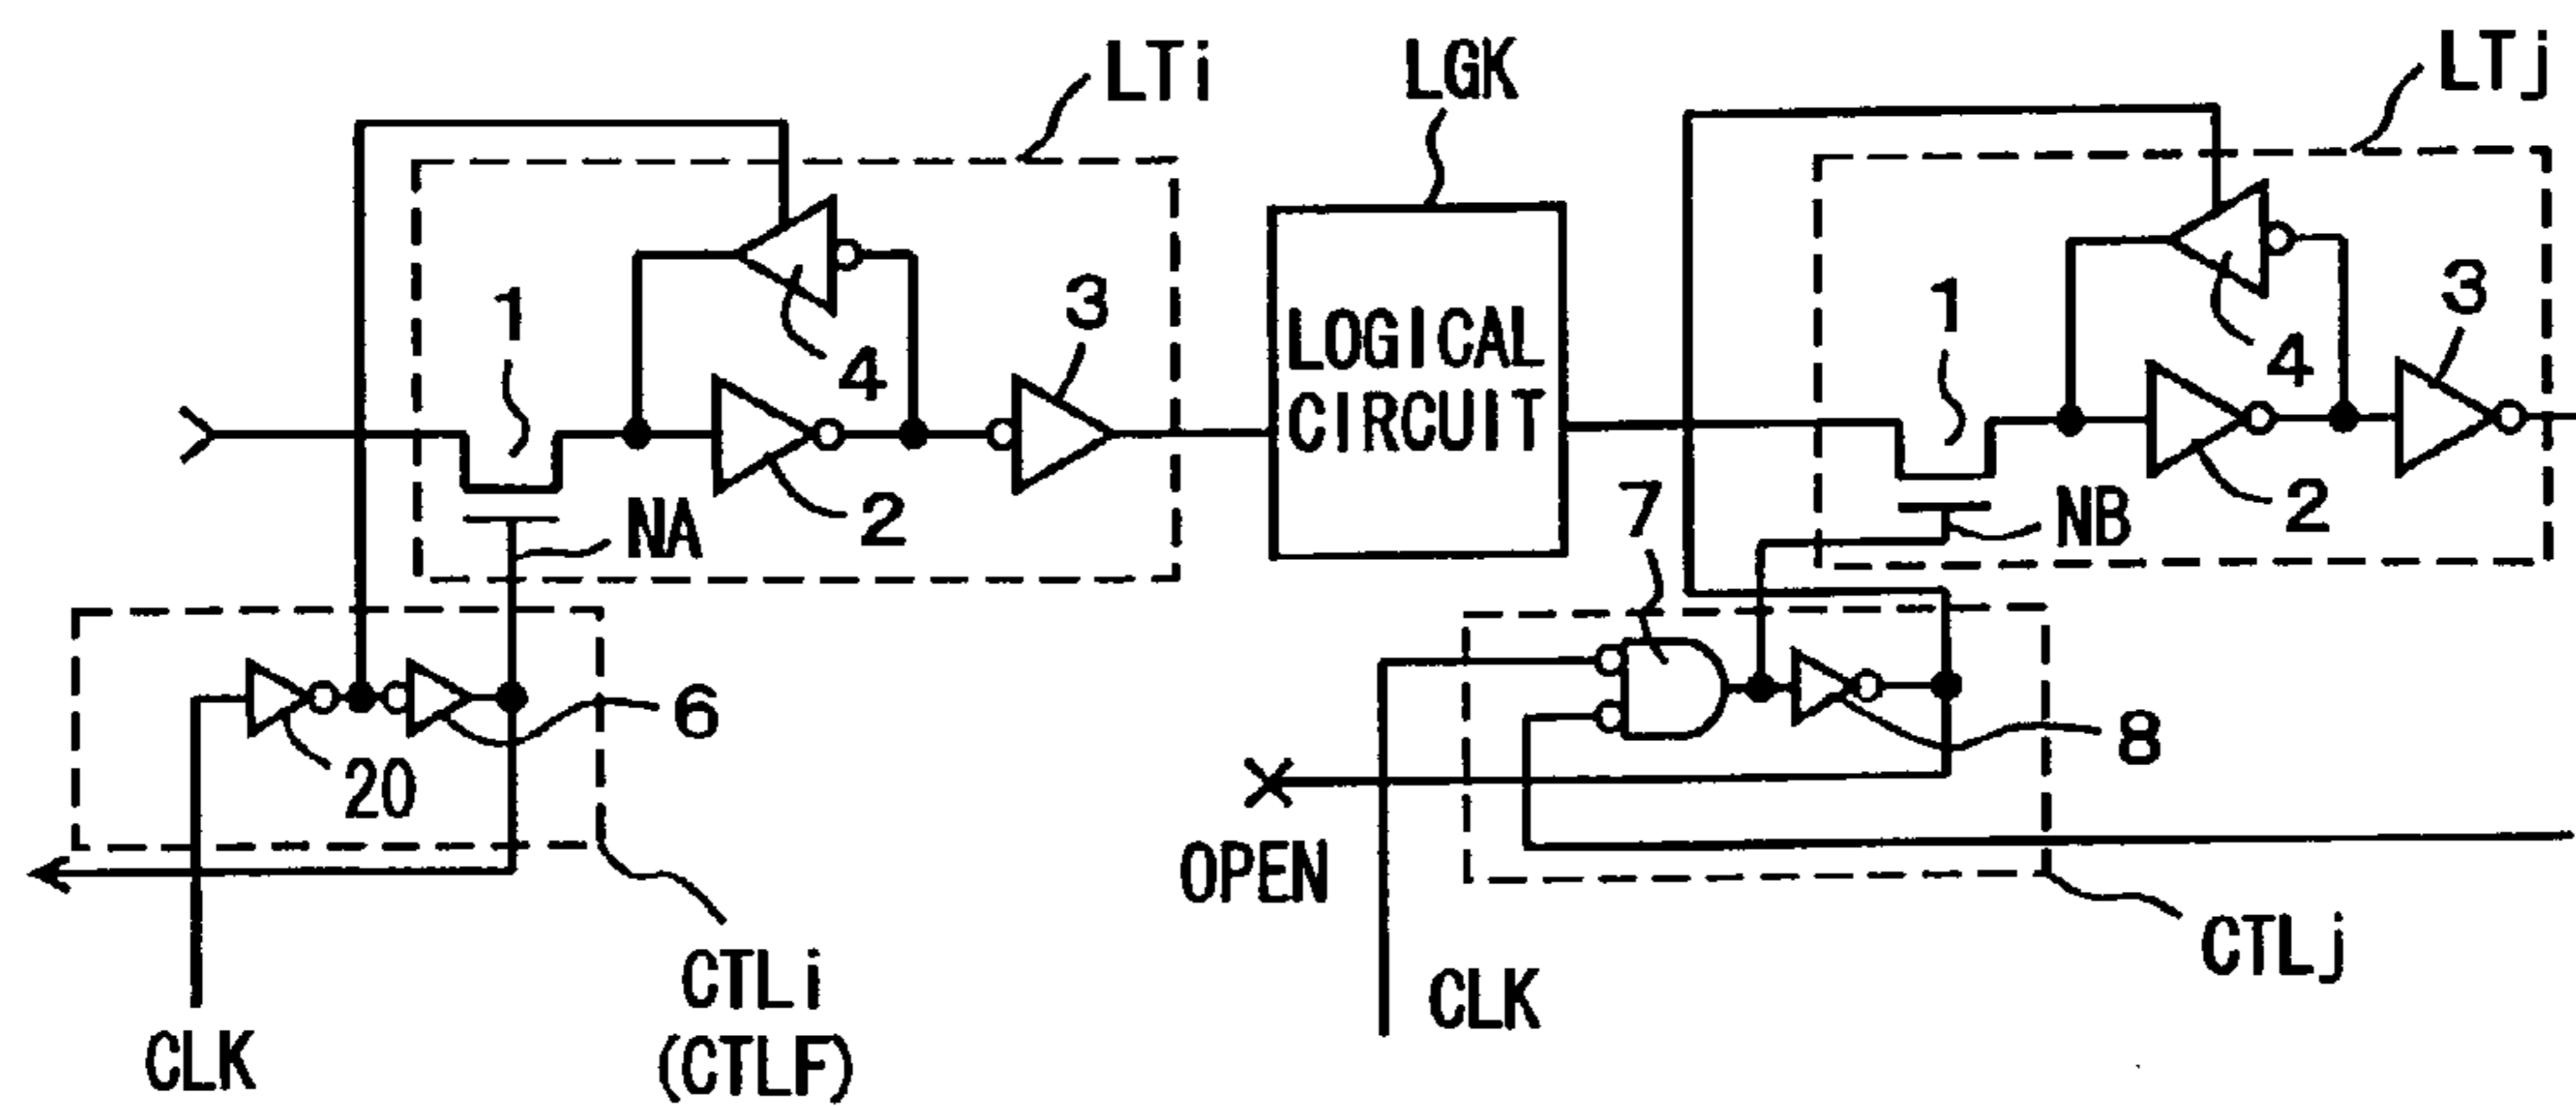 LTi
LGK
LTj
1
4
3
LOGICAL
CIRCUIT
1
4
3
2
NA
7
NB
2
20
6
8
OPEN
CLK
CTLi
(CTLF)
CLK
CTLj